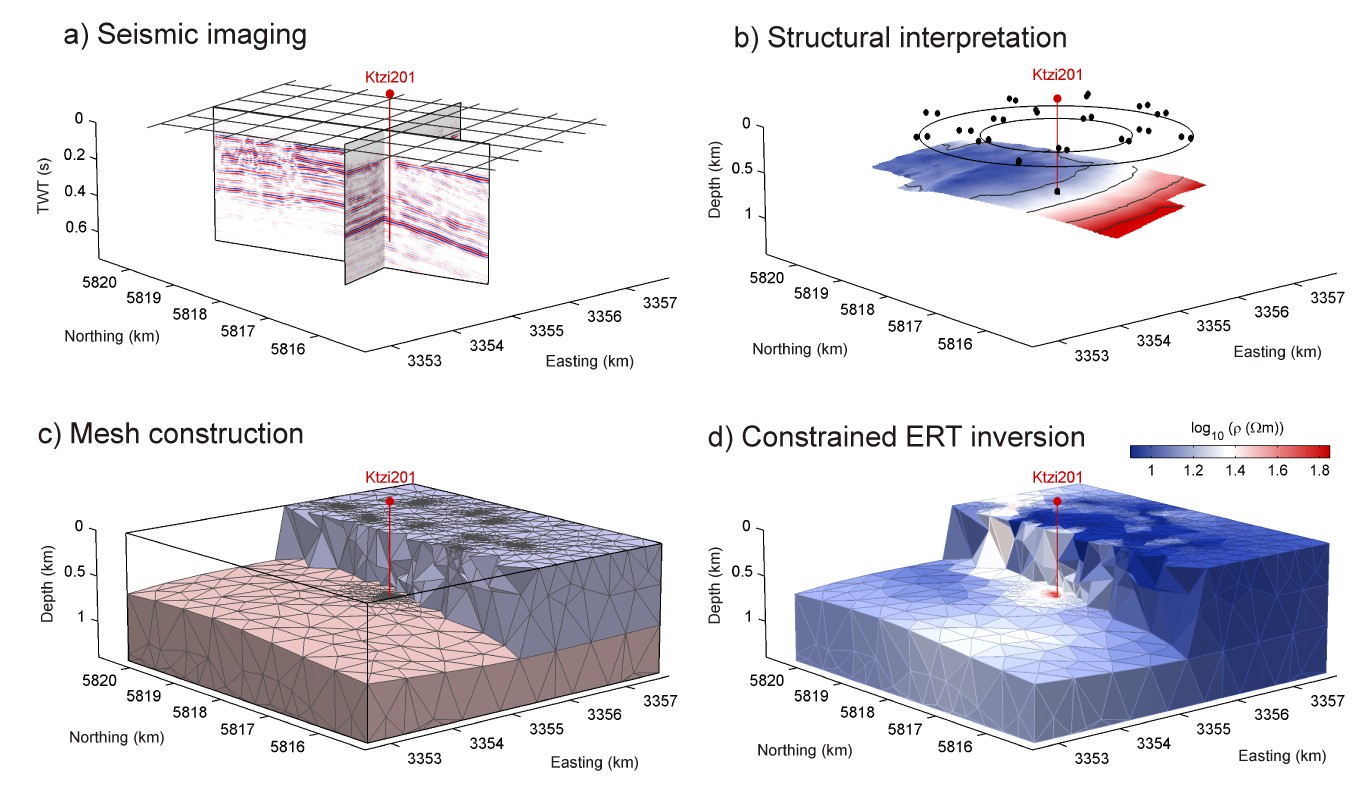 a) Seismic imaging
Ktzi201
0
0.2
0.4
0.6
TWT (s)
5820
5819
5818
5817
5816
Northing (km)
3353
3354
3355
3356
3357
Easting (km)
b) Structural interpretation
Ktzi201
0
0.5
1
Depth (km)
5820
5819
5818
5817
5816
Northing (km)
3353
3354
3355
3356
3357
Easting (km)
c) Mesh construction
Ktzi201
0
0.5
1
Depth (km)
5820
5819
5818
5817
5816
Northing (km)
3353
3354
3355
3356
3357
Easting (km)
d) Constrained ERT inversion
log10 (ρ (Ωm))
1 1.2 1.4 1.6 1.8
Ktzi201
0
0.5
1
Depth (km)
5820
5819
5818
5817
5816
Northing (km)
3353
3354
3355
3356
3357
Easting (km)